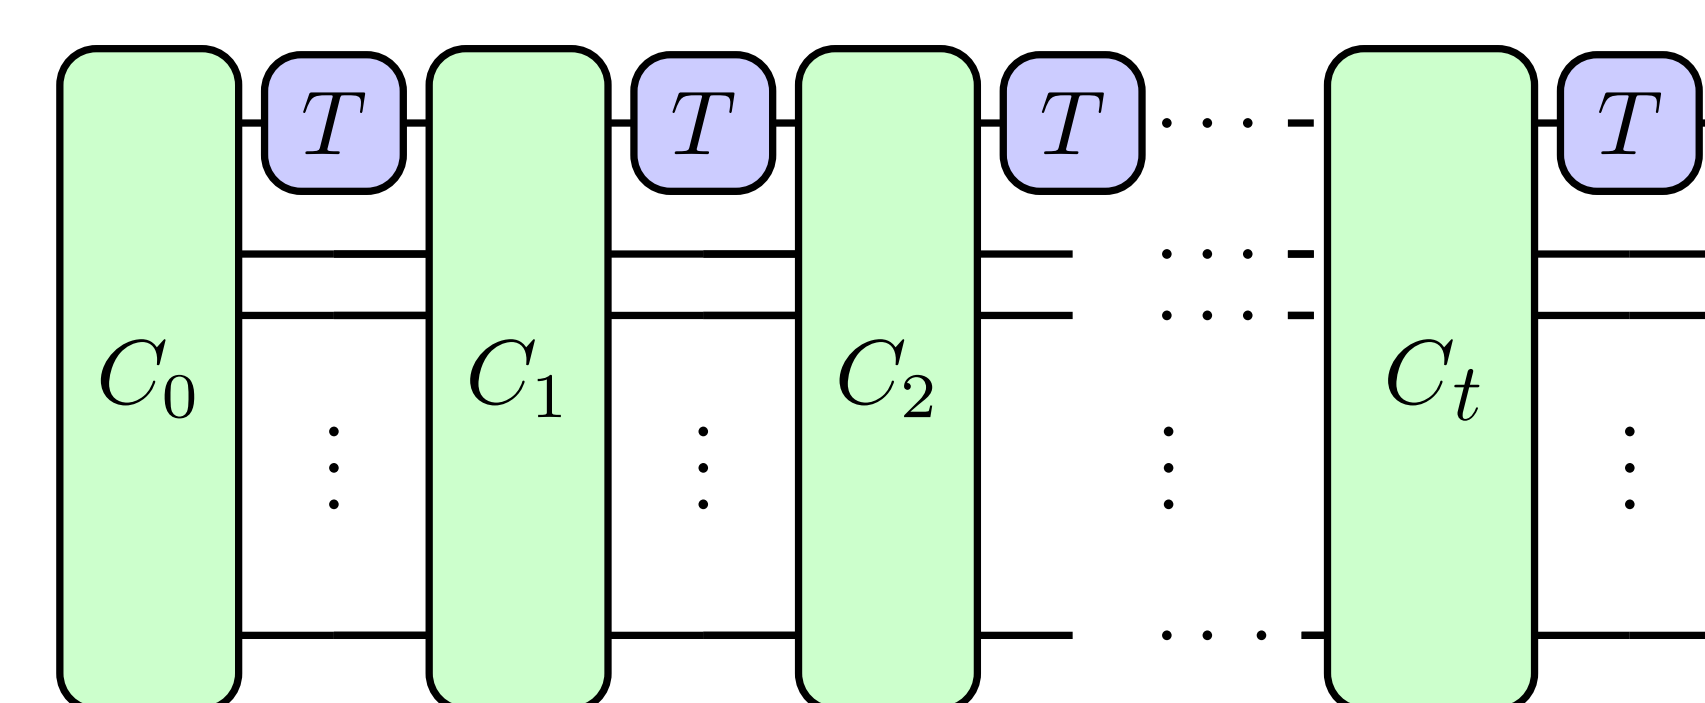 T T T · · · T
· · ·
· · ·
C₀ C₁ C₂ Cₜ
· · ·